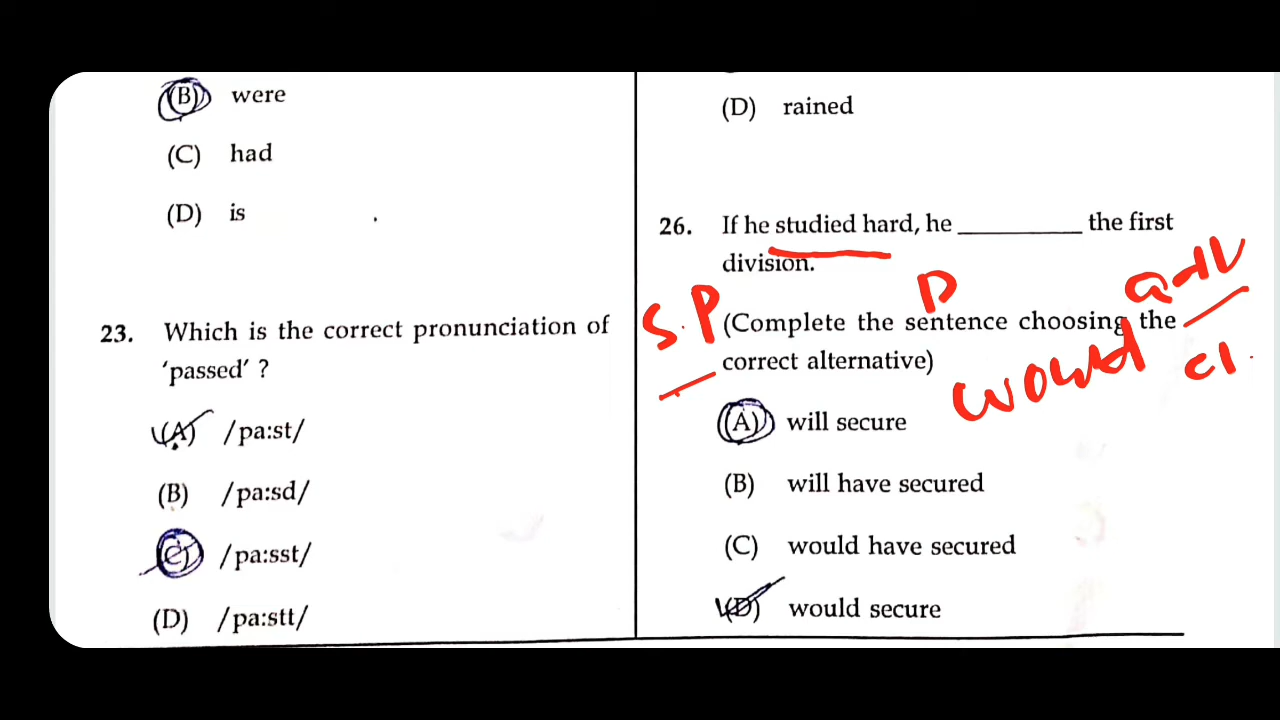 (B) were
(C) had
(D) is
23. Which is the correct pronunciation of
'passed' ?
(A) /pa:st/
(B) /pa:sd/
(C) /pa:sst/
(D) /pa:stt/
(D) rained
26. If he studied hard, he ________ the first
division.
(Complete the sentence choosing the
correct alternative)
(A) will secure
(B) will have secured
(C) would have secured
(D) would secure
S.P
would
cl.